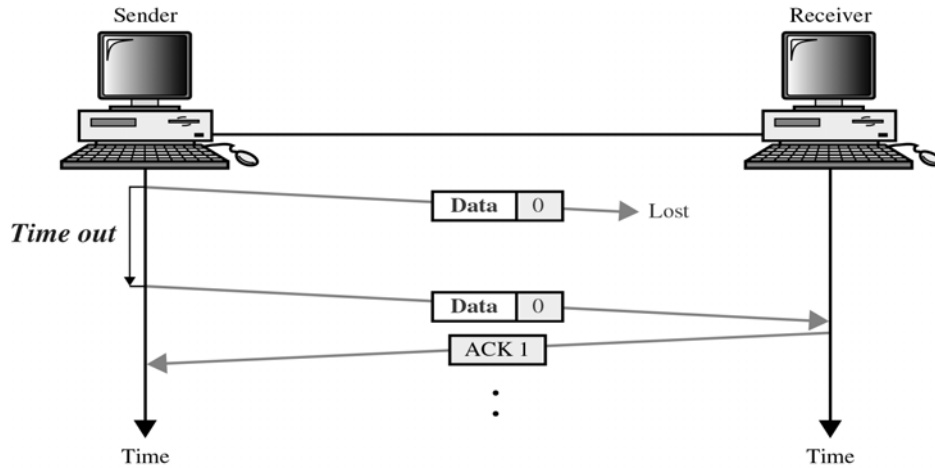 Sender
Receiver
Data 0
Lost
Time out
Data 0
ACK 1
Time
Time